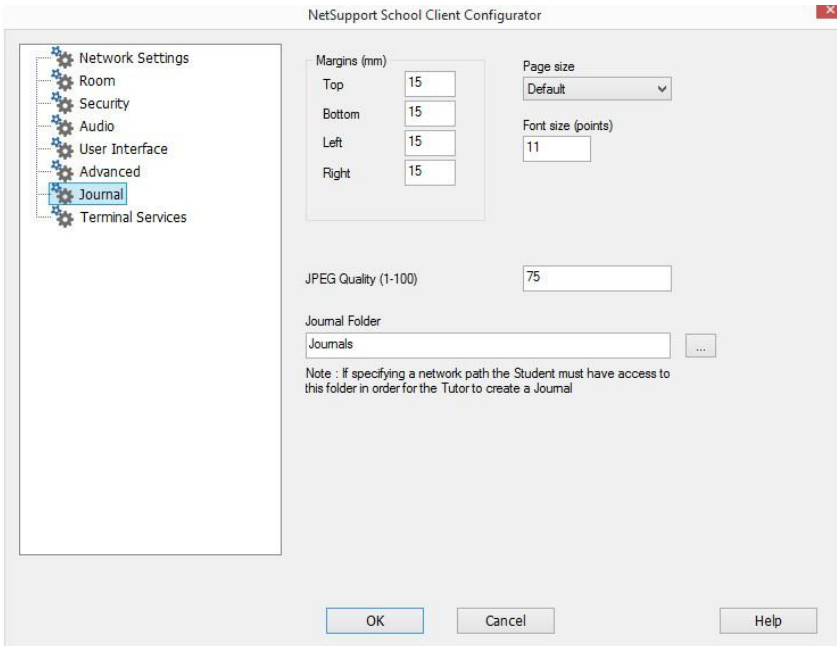 NetSupport School Client Configurator
Network Settings
Room
Security
Audio
User Interface
Advanced
Journal
Terminal Services
Margins (mm)
Top 15
Bottom 15
Left 15
Right 15
Page size
Default
Font size (points)
11
JPEG Quality (1-100) 75
Journal Folder
Journals
...
Note : If specifying a network path the Student must have access to
this folder in order for the Tutor to create a Journal
OK Cancel Help